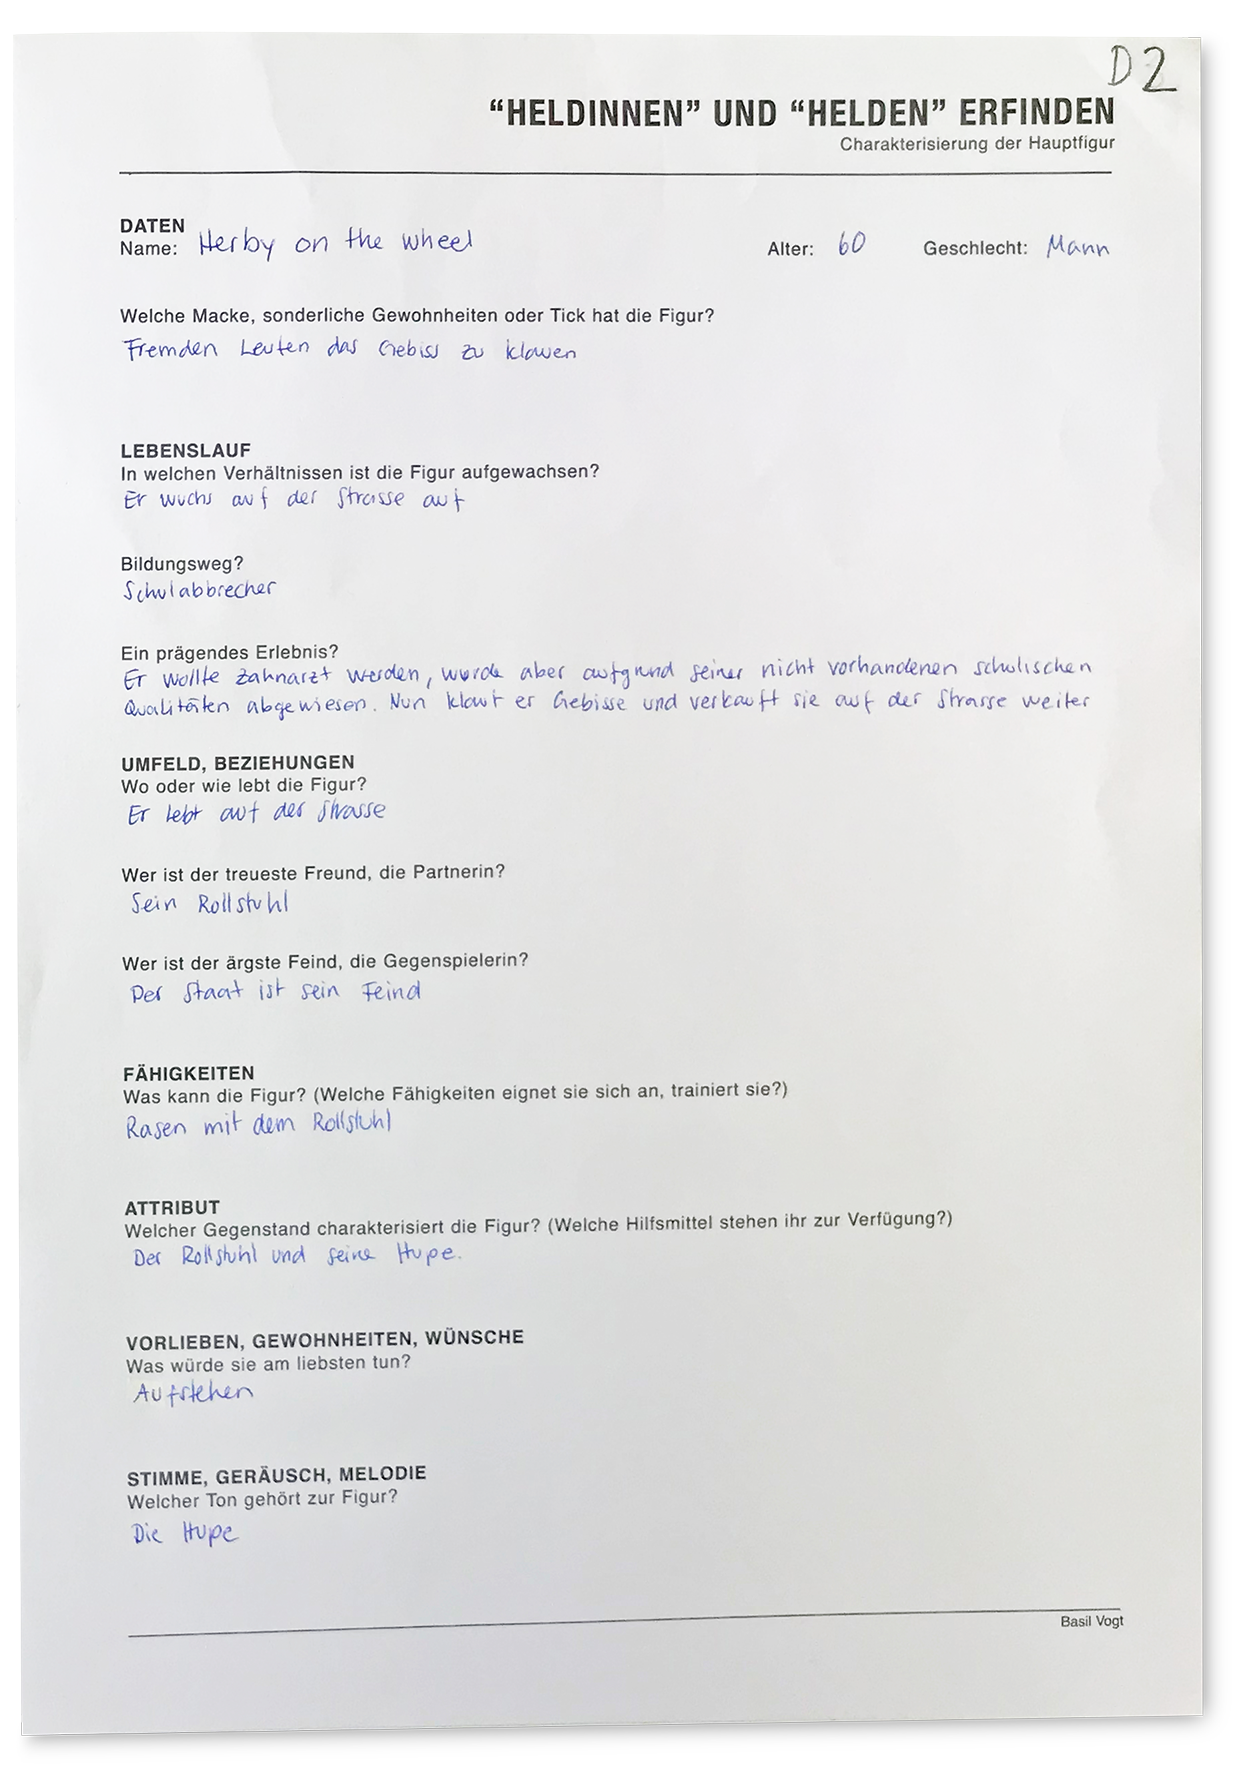 D2
“HELDINNEN” UND “HELDEN” ERFINDEN
Charakterisierung der Hauptfigur
DATEN
Name: Herby on the wheel Alter: 60 Geschlecht: Mann
Welche Macke, sonderliche Gewohnheiten oder Tick hat die Figur?
Fremden Leuten das Gebiss zu klauen
LEBENSLAUF
In welchen Verhältnissen ist die Figur aufgewachsen?
Er wuchs auf der Strasse auf
Bildungsweg?
Schulabbrecher
Ein prägendes Erlebnis?
Er wollte Zahnarzt werden, wurde aber aufgrund seiner nicht vorhandenen schulischen
Qualitäten abgewiesen. Nun klaut er Gebisse und verkauft sie auf der Strasse weiter
UMFELD, BEZIEHUNGEN
Wo oder wie lebt die Figur?
Er lebt auf der Strasse
Wer ist der treueste Freund, die Partnerin?
Sein Rollstuhl
Wer ist der ärgste Feind, die Gegenspielerin?
Der Staat ist sein Feind
FÄHIGKEITEN
Was kann die Figur? (Welche Fähigkeiten eignet sie sich an, trainiert sie?)
Rasen mit dem Rollstuhl
ATTRIBUT
Welcher Gegenstand charakterisiert die Figur? (Welche Hilfsmittel stehen ihr zur Verfügung?)
Der Rollstuhl und seine Hupe.
VORLIEBEN, GEWOHNHEITEN, WÜNSCHE
Was würde sie am liebsten tun?
Aufstehen
STIMME, GERÄUSCH, MELODIE
Welcher Ton gehört zur Figur?
Die Hupe
Basil Vogt